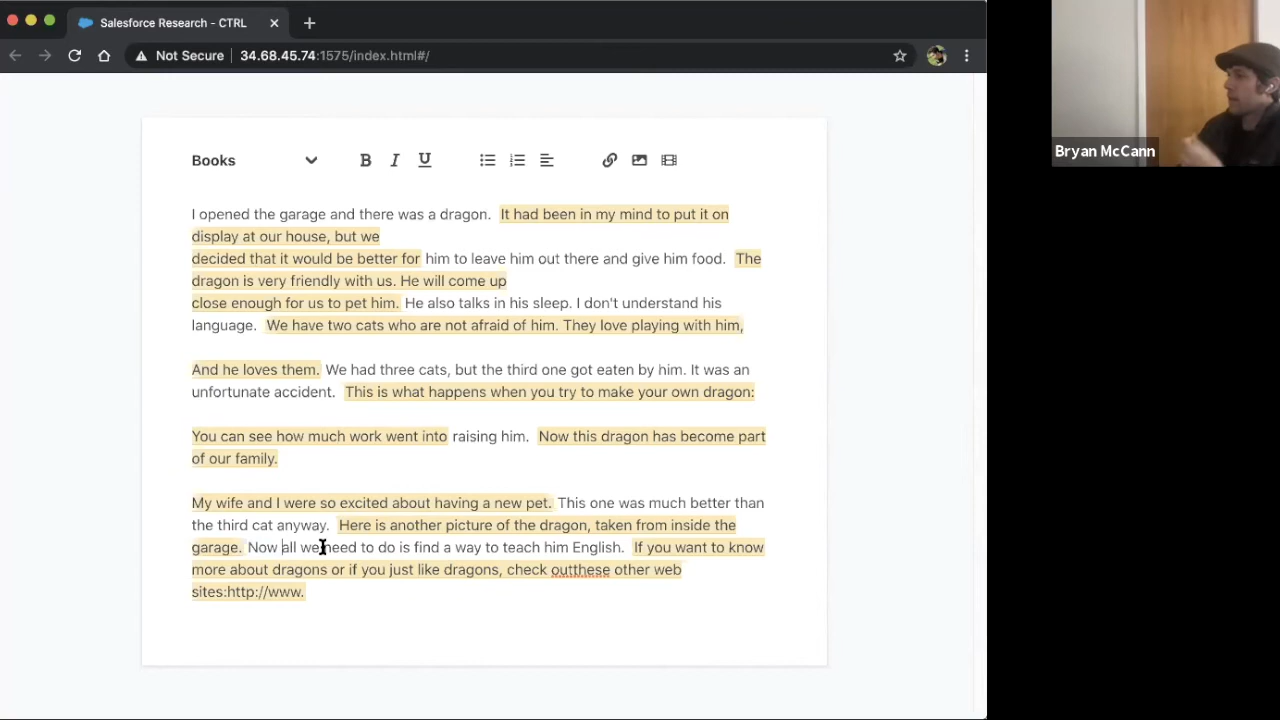 Salesforce Research - CTRL
Not Secure
34.68.45.74:1575/index.html#/
Bryan McCann
Books
B I U
I opened the garage and there was a dragon. It had been in my mind to put it on
display at our house, but we
decided that it would be better for him to leave him out there and give him food. The
dragon is very friendly with us. He will come up
close enough for us to pet him. He also talks in his sleep. I don't understand his
language. We have two cats who are not afraid of him. They love playing with him,
And he loves them. We had three cats, but the third one got eaten by him. It was an
unfortunate accident. This is what happens when you try to make your own dragon:
You can see how much work went into raising him. Now this dragon has become part
of our family.
My wife and I were so excited about having a new pet. This one was much better than
the third cat anyway. Here is another picture of the dragon, taken from inside the
garage. Now all we need to do is find a way to teach him English. If you want to know
more about dragons or if you just like dragons, check outthese other web
sites:http://www.